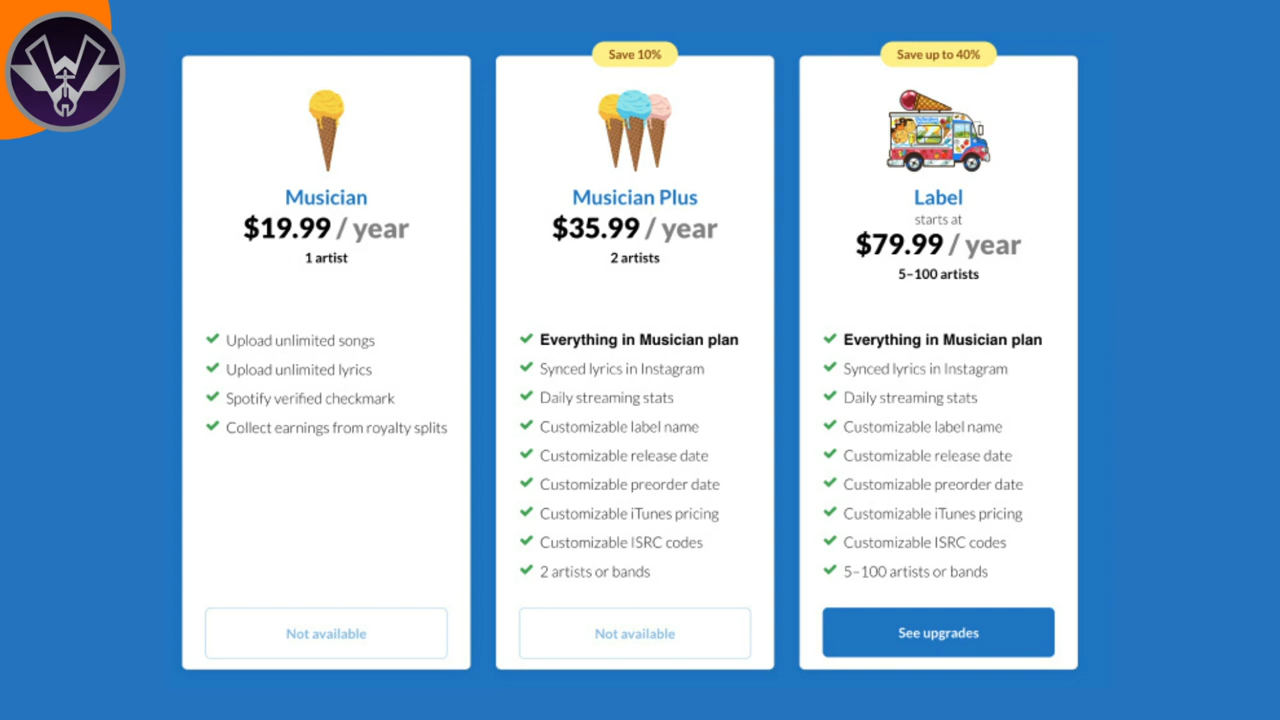 Musician
$19.99 / year
1 artist
Upload unlimited songs
Upload unlimited lyrics
Spotify verified checkmark
Collect earnings from royalty splits
Not available
Save 10%
Musician Plus
$35.99 / year
2 artists
Everything in Musician plan
Synced lyrics in Instagram
Daily streaming stats
Customizable label name
Customizable release date
Customizable preorder date
Customizable iTunes pricing
Customizable ISRC codes
2 artists or bands
Not available
Save up to 40%
Label
starts at
$79.99 / year
5–100 artists
Everything in Musician plan
Synced lyrics in Instagram
Daily streaming stats
Customizable label name
Customizable release date
Customizable preorder date
Customizable iTunes pricing
Customizable ISRC codes
5–100 artists or bands
See upgrades